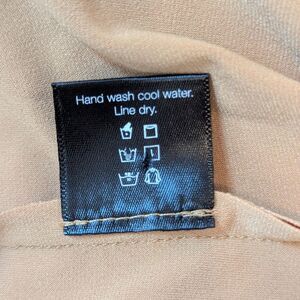 Hand wash cool water.
Line dry.